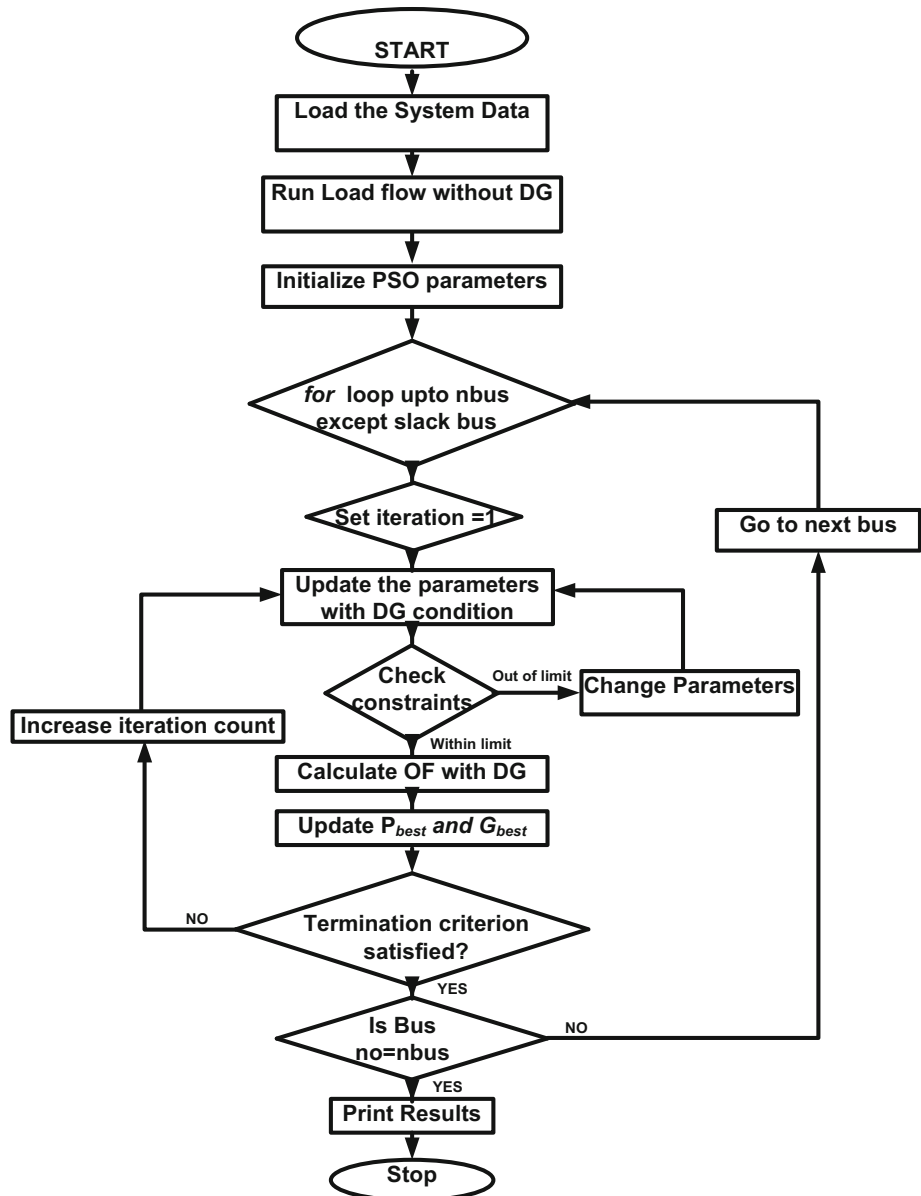 START
Load the System Data
Run Load flow without DG
Initialize PSO parameters
for loop upto nbus
except slack bus
Set iteration =1
Go to next bus
Update the parameters
with DG condition
Check
constraints
Out of limit
Change Parameters
Increase iteration count
Within limit
Calculate OF with DG
Update Pbest and Gbest
NO
Termination criterion
satisfied?
YES
Is Bus
no=nbus
NO
YES
Print Results
Stop